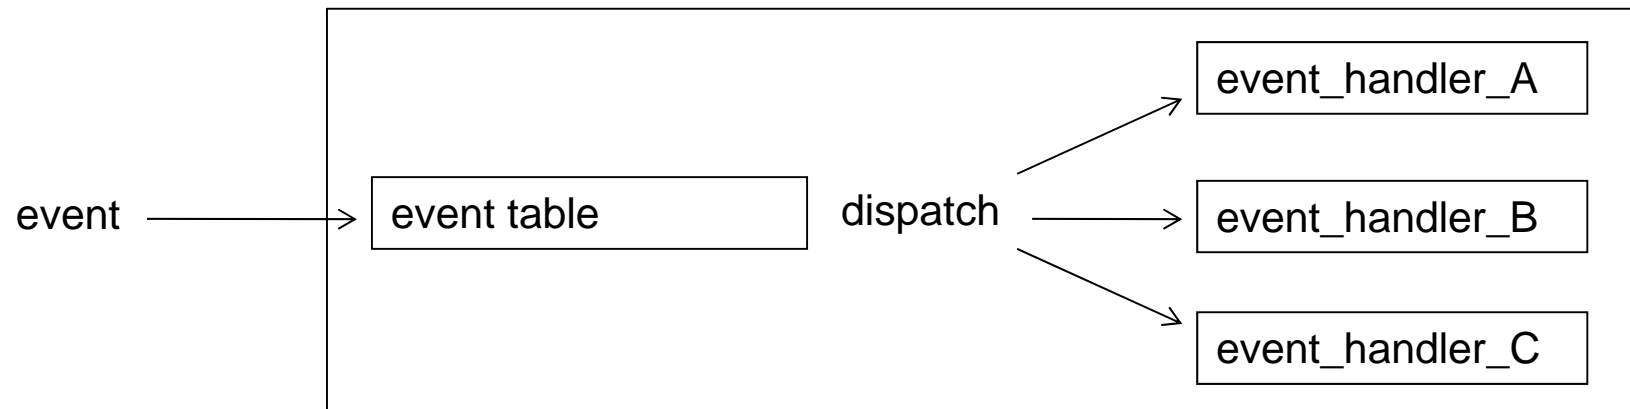 event
event table
dispatch
event_handler_A
event_handler_B
event_handler_C